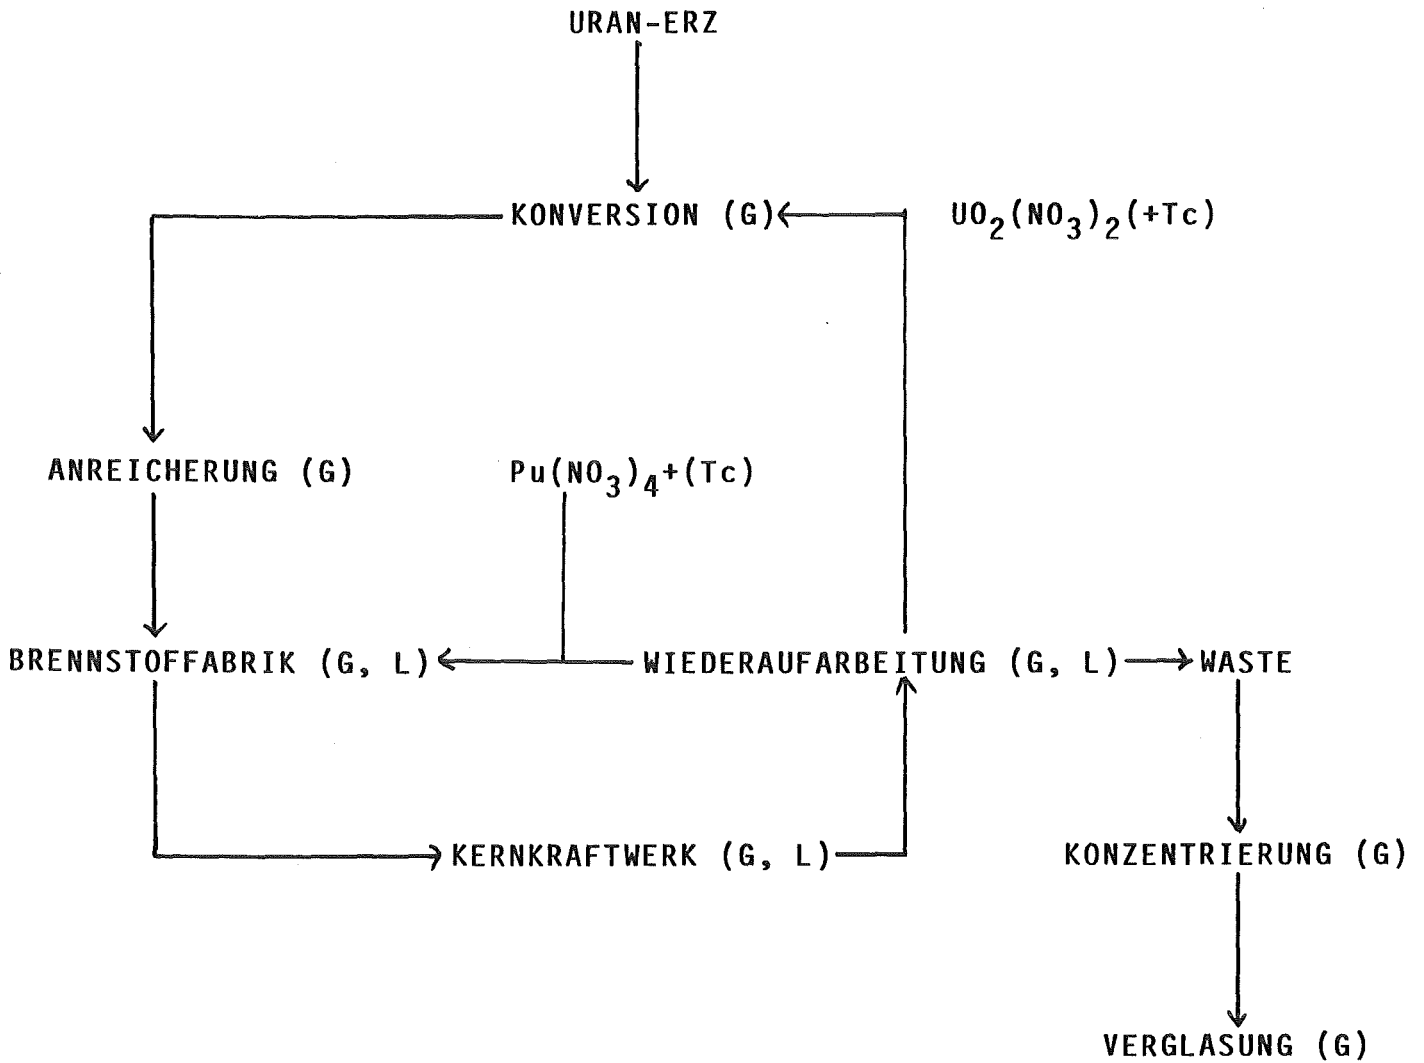 URAN-ERZ
KONVERSION (G)
UO₂(NO₃)₂(+Tc)
ANREICHERUNG (G)
Pu(NO₃)₄+(Tc)
BRENNSTOFFABRIK (G, L)
WIEDERAUFARBEITUNG (G, L)
WASTE
KERNKRAFTWERK (G, L)
KONZENTRIERUNG (G)
VERGLASUNG (G)